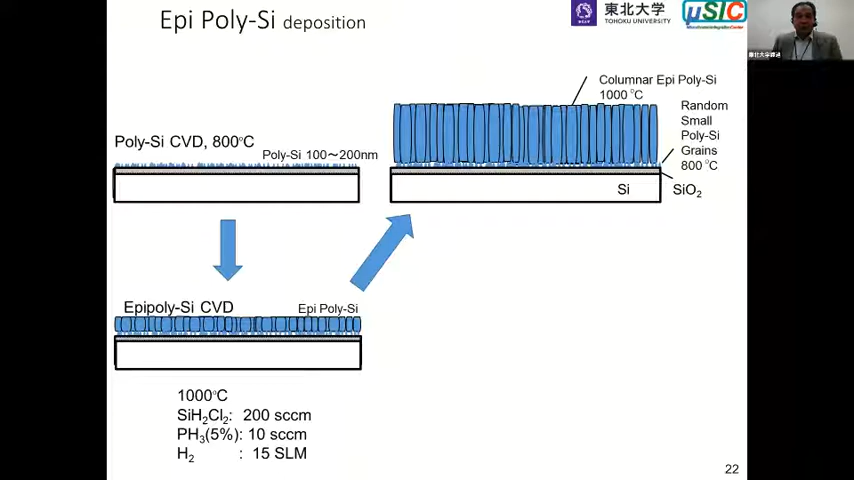 Epi Poly-Si deposition
東北大学
TOHOKU UNIVERSITY
μSIC
Poly-Si CVD, 800°C
Poly-Si 100～200nm
Columnar Epi Poly-Si
1000 °C
Random
Small
Poly-Si
Grains
800 °C
Si
SiO₂
Epipoly-Si CVD
Epi Poly-Si
1000°C
SiH₂Cl₂: 200 sccm
PH₃(5%): 10 sccm
H₂ : 15 SLM
22